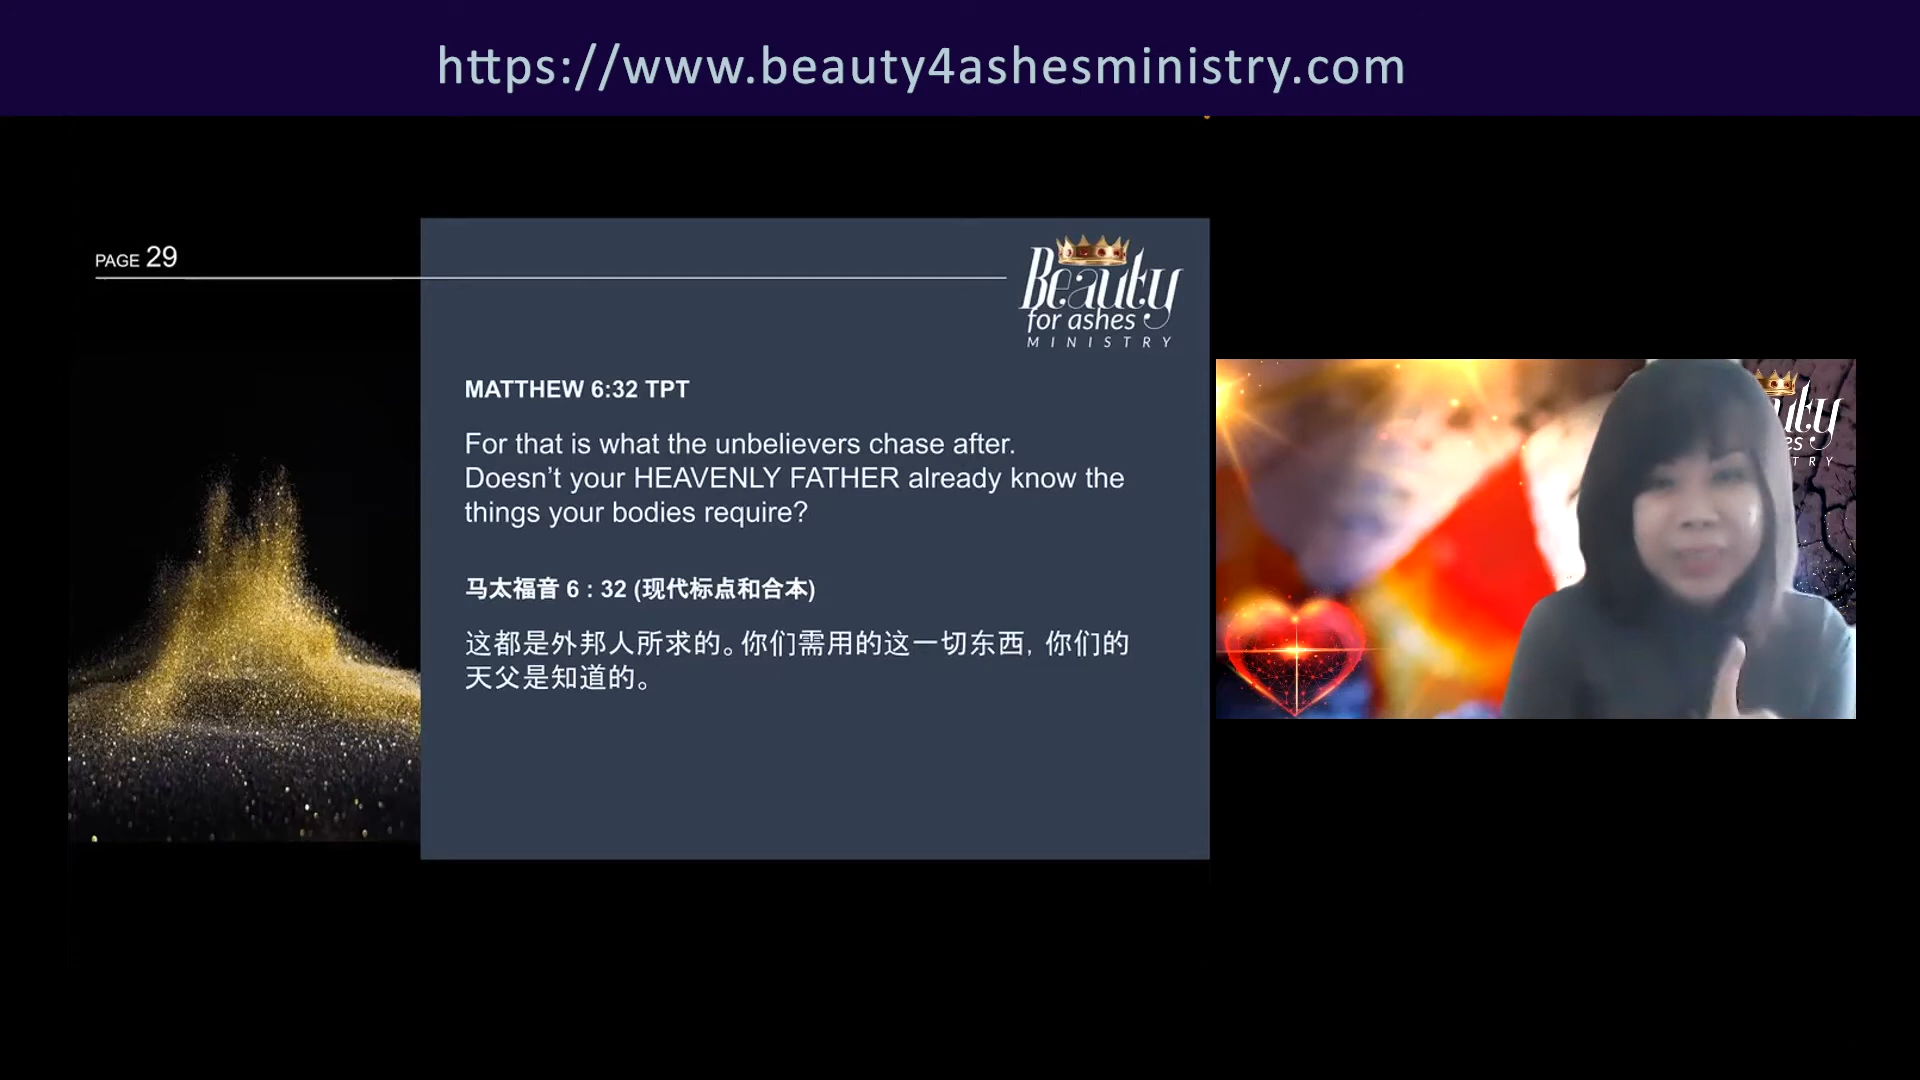 https://www.beauty4ashesministry.com
PAGE 29
Beauty
for ashes
MINISTRY
MATTHEW 6:32 TPT
For that is what the unbelievers chase after.
Doesn’t your HEAVENLY FATHER already know the
things your bodies require?
马太福音 6 : 32 (现代标点和合本)
这都是外邦人所求的。你们需用的这一切东西，你们的
天父是知道的。
uty
es
TRY